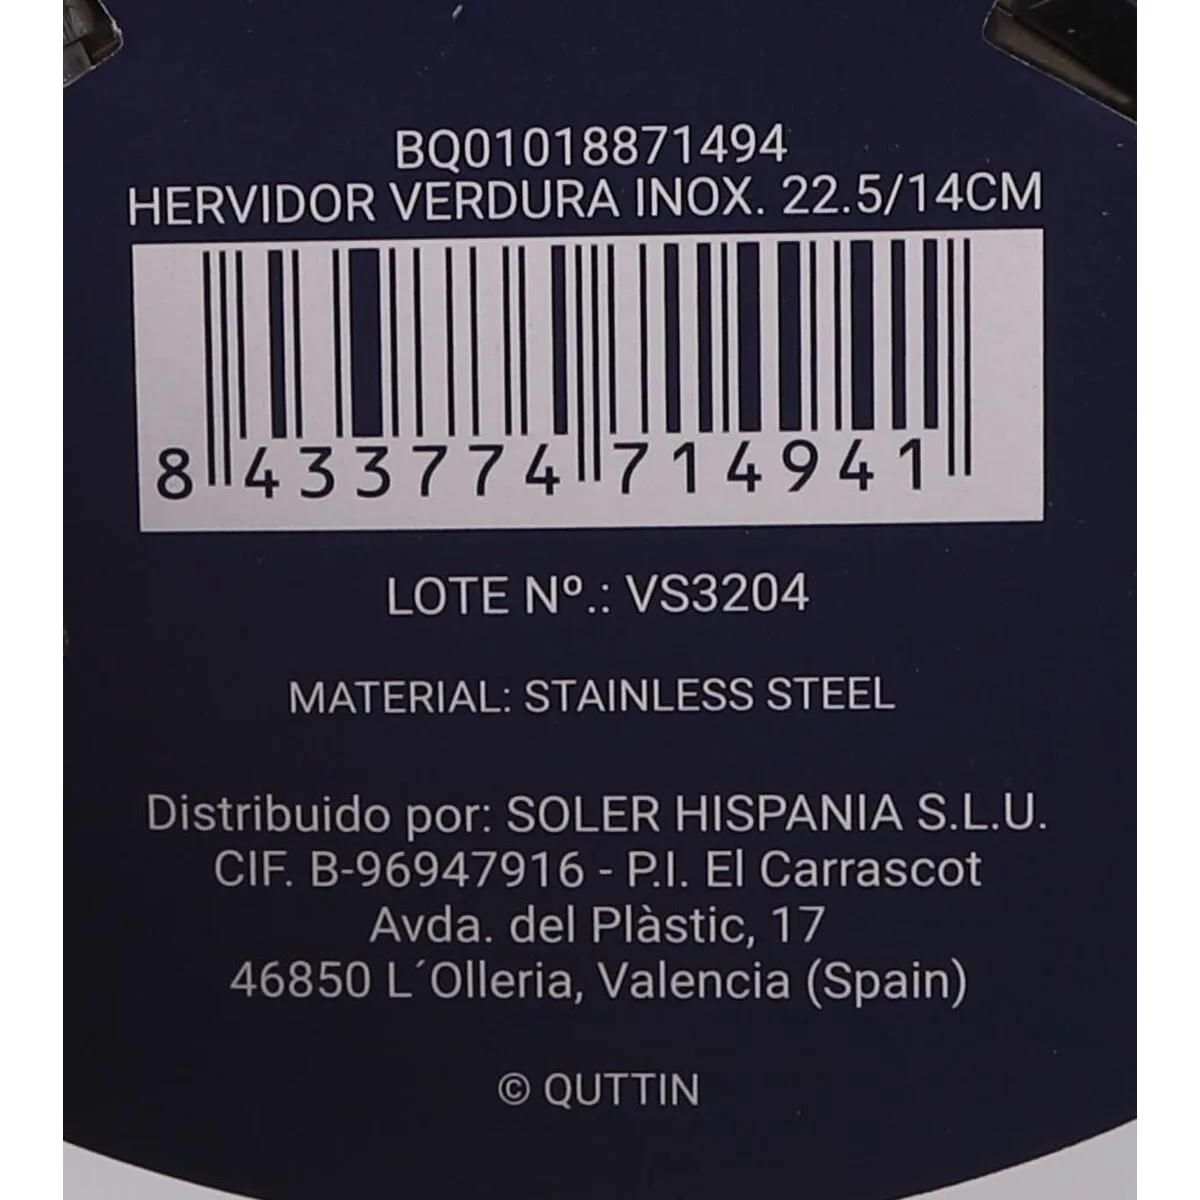 BQ01018871494
HERVIDOR VERDURA INOX. 22.5/14CM
8 433774 714941
LOTE Nº.: VS3204
MATERIAL: STAINLESS STEEL
Distribuido por: SOLER HISPANIA S.L.U.
CIF. B-96947916 - P.I. El Carrascot
Avda. del Plàstic, 17
46850 L´Olleria, Valencia (Spain)
© QUTTIN